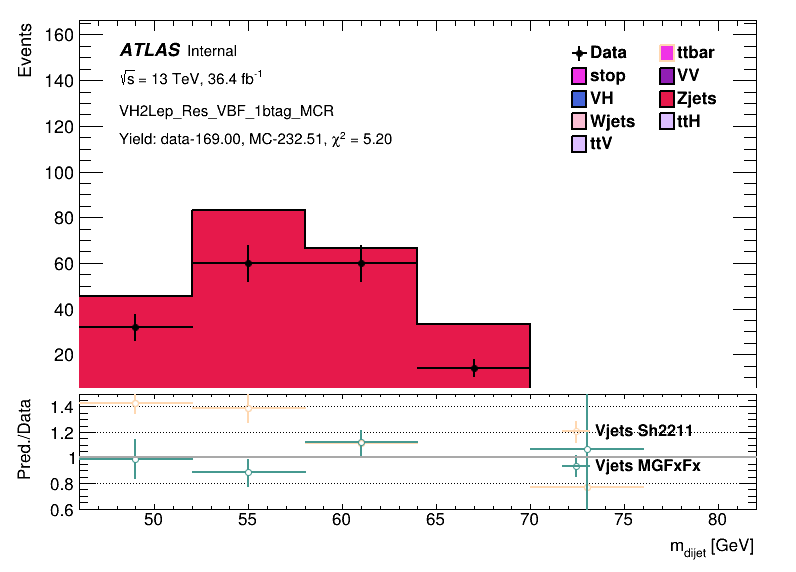 Events
160
140
120
100
80
60
40
20
ATLAS Internal
√s = 13 TeV, 36.4 fb⁻¹
VH2Lep_Res_VBF_1btag_MCR
Yield: data-169.00, MC-232.51, χ² = 5.20
Data ttbar
stop VV
VH Zjets
Wjets ttH
ttV
Pred./Data
1.4
1.2
1
0.8
0.6
Vjets Sh2211
Vjets MGFxFx
50 55 60 65 70 75 80
m_dijet [GeV]